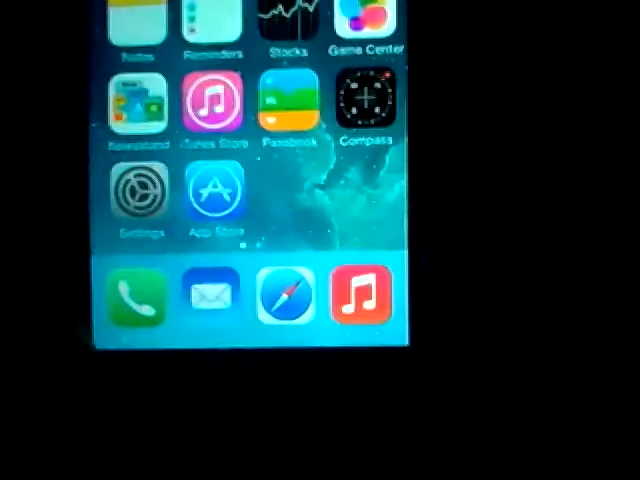 Notes Reminders Stocks Game Center
Newsstand iTunes Store Passbook Compass
Settings App Store